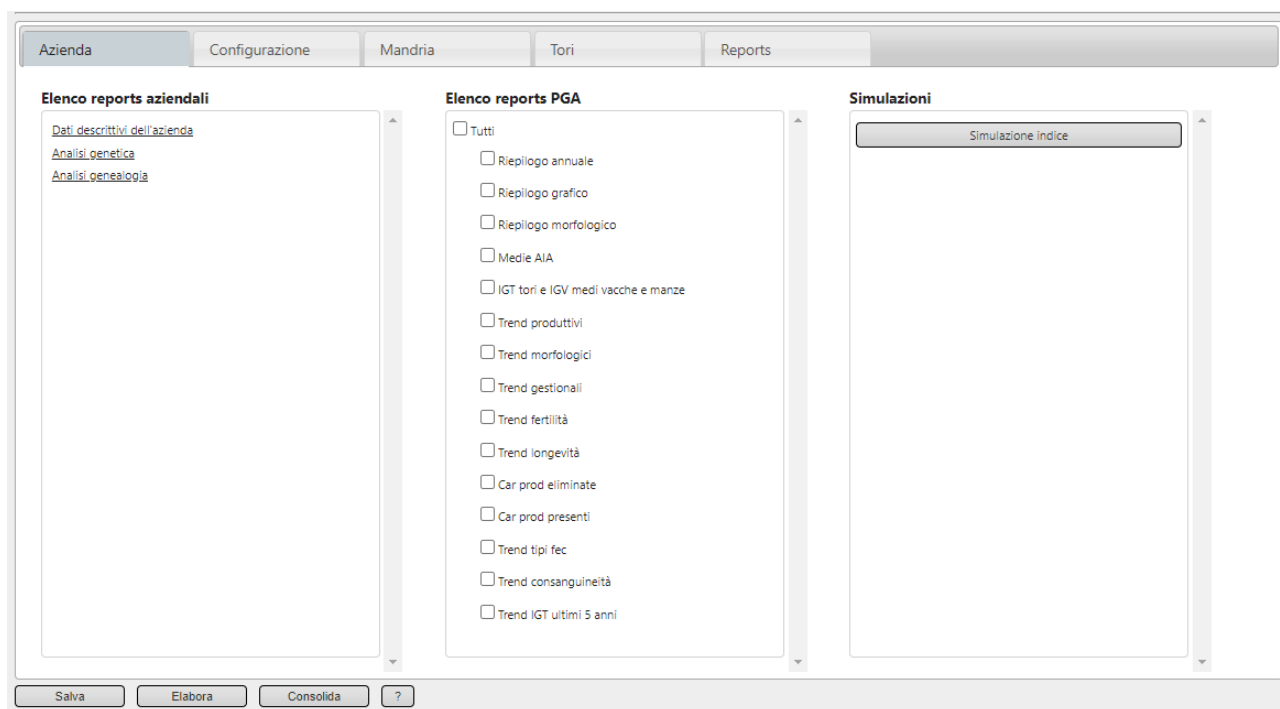 Azienda Configurazione Mandria Tori Reports
Elenco reports aziendali
Dati descrittivi dell'azienda
Analisi genetica
Analisi genealogia
Elenco reports PGA
Tutti
Riepilogo annuale
Riepilogo grafico
Riepilogo morfologico
Medie AIA
IGT tori e IGV medi vacche e manze
Trend produttivi
Trend morfologici
Trend gestionali
Trend fertilità
Trend longevità
Car prod eliminate
Car prod presenti
Trend tipi fec
Trend consanguineità
Trend IGT ultimi 5 anni
Simulazioni
Simulazione indice
Salva Elabora Consolida ?